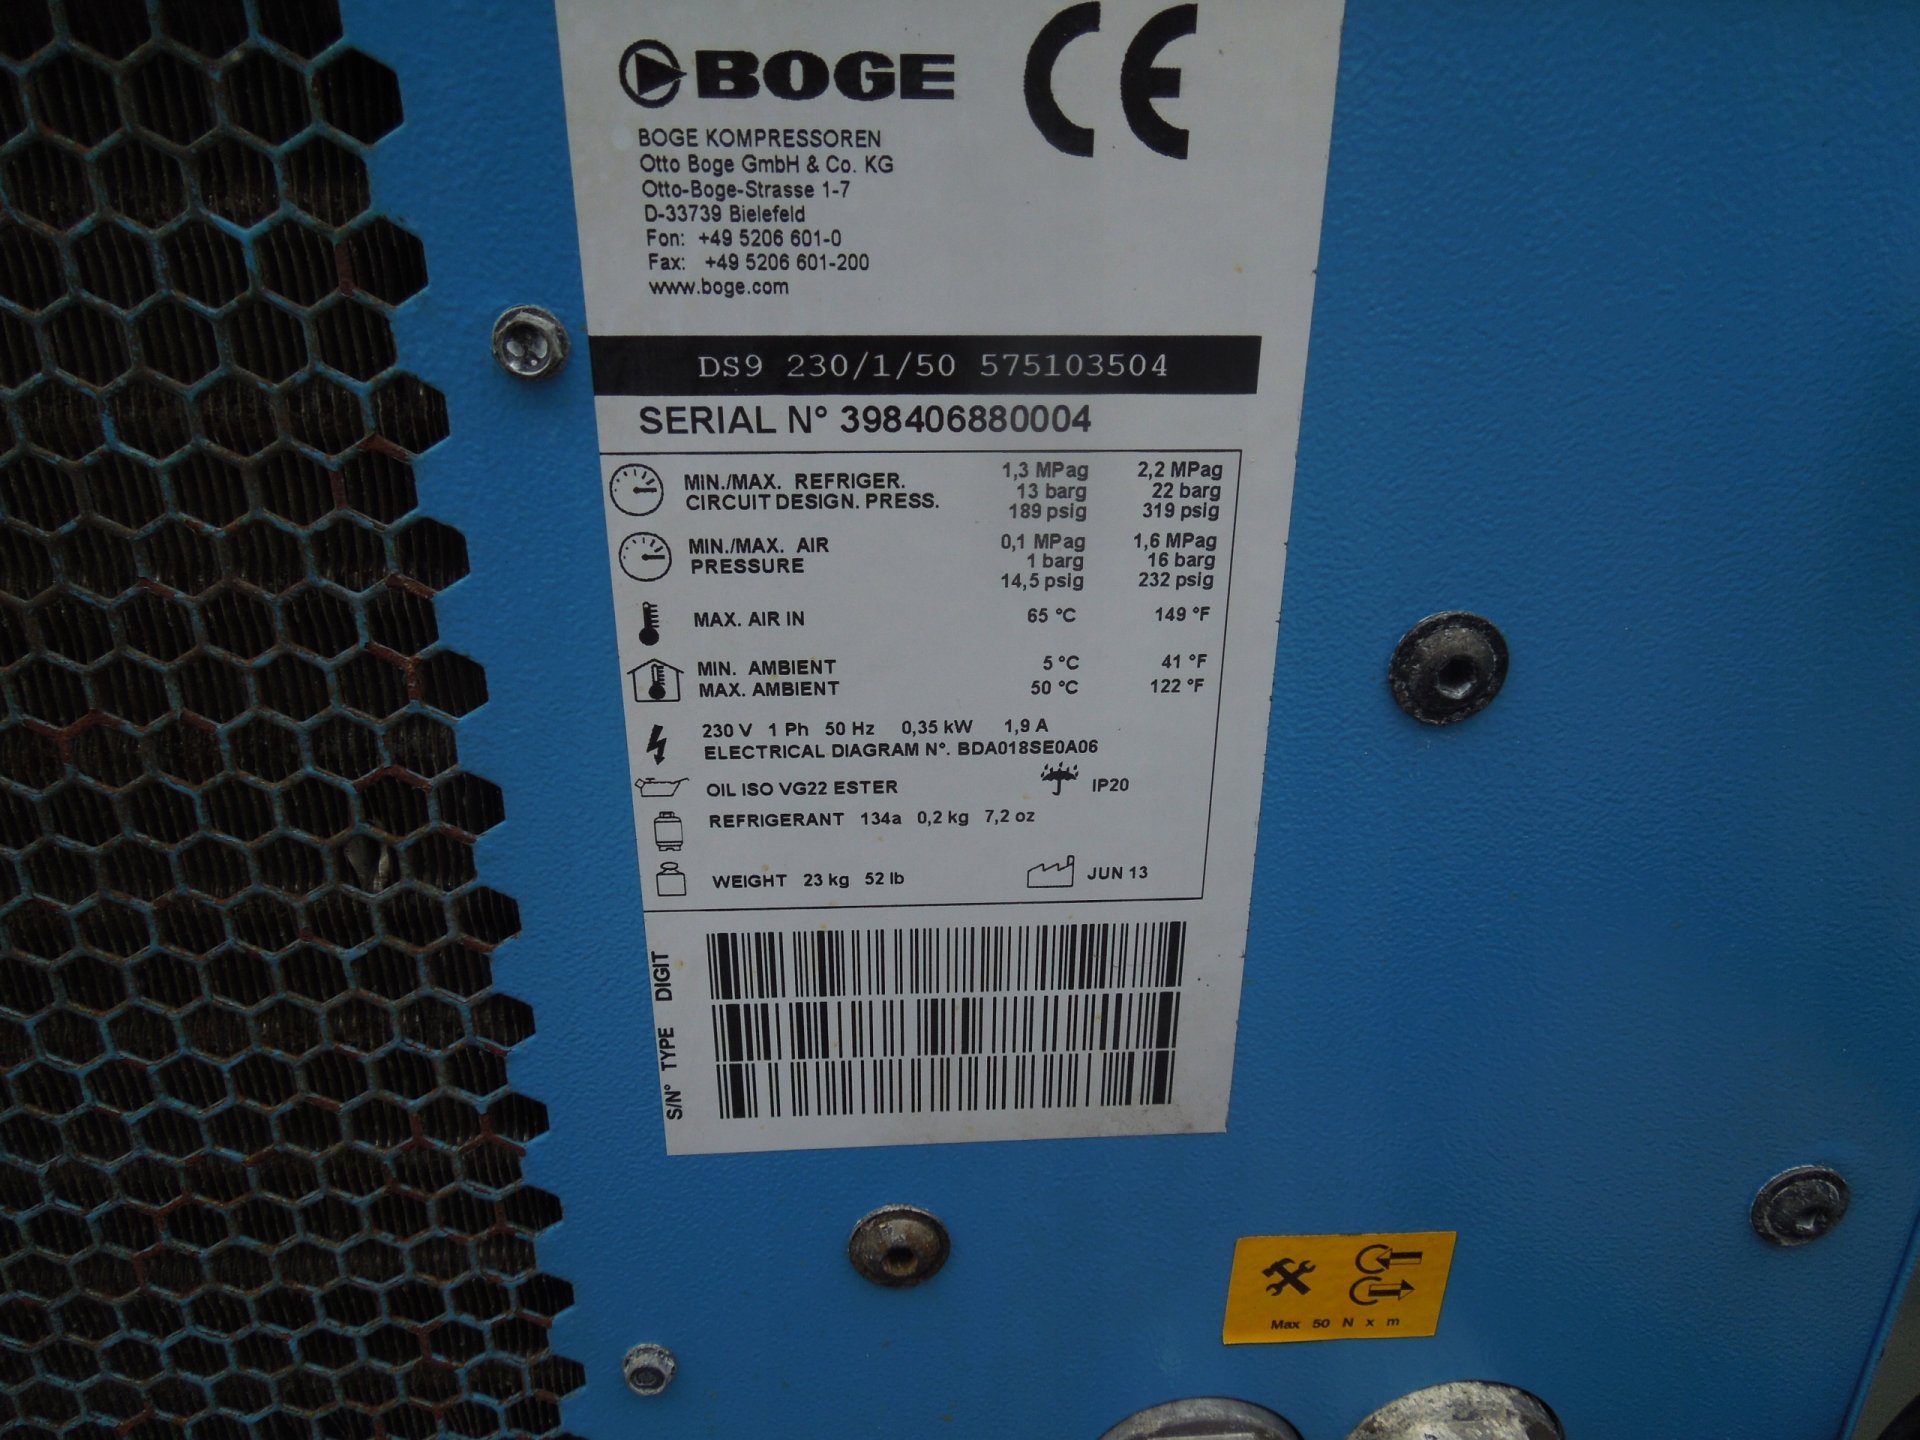 BOGE CE
BOGE KOMPRESSOREN
Otto Boge GmbH & Co. KG
Otto-Boge-Strasse 1-7
D-33739 Bielefeld
Fon: +49 5206 601-0
Fax: +49 5206 601-200
www.boge.com
DS9 230/1/50 575103504
SERIAL N° 398406880004
MIN./MAX. REFRIGER. CIRCUIT DESIGN. PRESS.
1,3 MPag 2,2 MPag
13 barg 22 barg
189 psig 319 psig
MIN./MAX. AIR PRESSURE
0,1 MPag 1,6 MPag
1 barg 16 barg
14,5 psig 232 psig
MAX. AIR IN 65 °C 149 °F
MIN. AMBIENT 5 °C 41 °F
MAX. AMBIENT 50 °C 122 °F
230 V 1 Ph 50 Hz 0,35 kW 1,9 A
ELECTRICAL DIAGRAM N°. BDA018SE0A06
OIL ISO VG22 ESTER IP20
REFRIGERANT 134a 0,2 kg 7,2 oz
WEIGHT 23 kg 52 lb JUN 13
S/N° TYPE DIGIT
Max 50 N x m